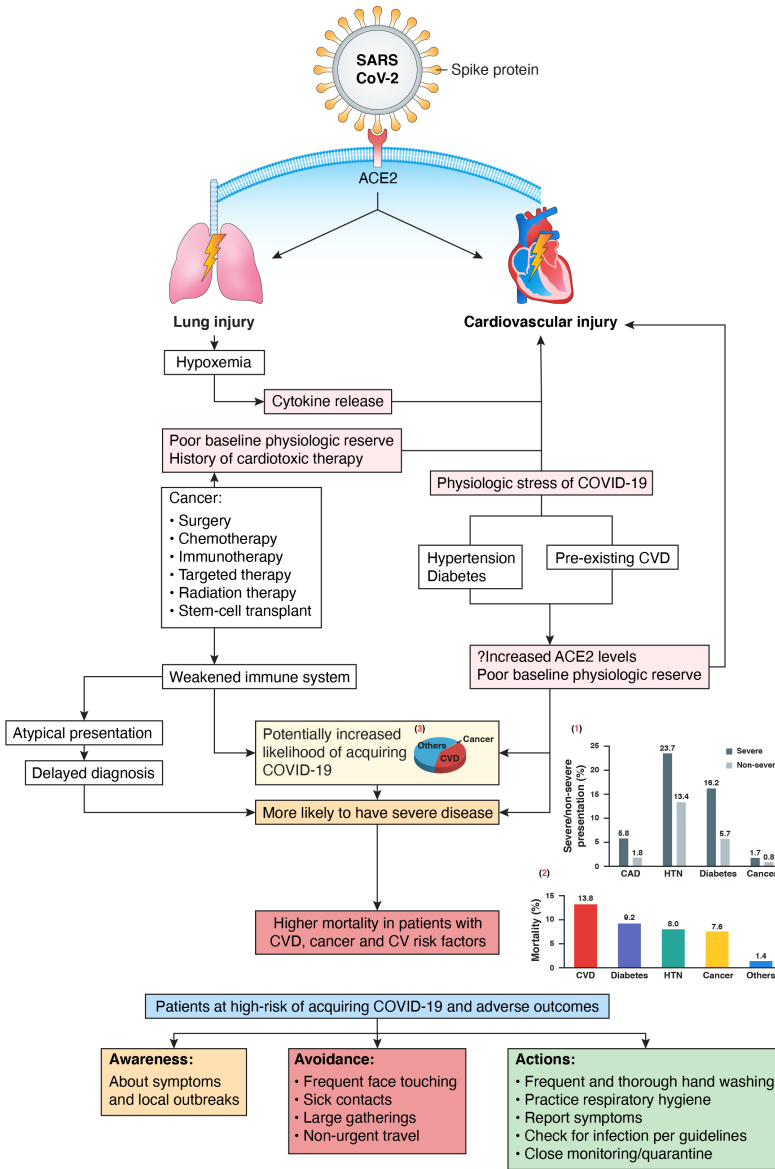 SARS
CoV-2
Spike protein
ACE2
Lung injury
Cardiovascular injury
Hypoxemia
Cytokine release
Poor baseline physiologic reserve
History of cardiotoxic therapy
Physiologic stress of COVID-19
Cancer:
• Surgery
• Chemotherapy
• Immunotherapy
• Targeted therapy
• Radiation therapy
• Stem-cell transplant
Hypertension
Diabetes
Pre-existing CVD
?Increased ACE2 levels
Poor baseline physiologic reserve
Weakened immune system
Atypical presentation
Delayed diagnosis
Potentially increased
likelihood of acquiring
COVID-19
(3)
Others
Cancer
CVD
More likely to have severe disease
Higher mortality in patients with
CVD, cancer and CV risk factors
(1)
Severe/non-severe
presentation (%)
25
20
15
10
5
0
Severe
Non-sever
5.8
1.8
23.7
13.4
16.2
5.7
1.7
0.8
CAD
HTN
Diabetes
Cancer
(2)
Mortality (%)
15
10
5
0
13.8
9.2
8.0
7.6
1.4
CVD
Diabetes
HTN
Cancer
Others
Patients at high-risk of acquiring COVID-19 and adverse outcomes
Awareness:
About symptoms
and local outbreaks
Avoidance:
• Frequent face touching
• Sick contacts
• Large gatherings
• Non-urgent travel
Actions:
• Frequent and thorough hand washing
• Practice respiratory hygiene
• Report symptoms
• Check for infection per guidelines
• Close monitoring/quarantine